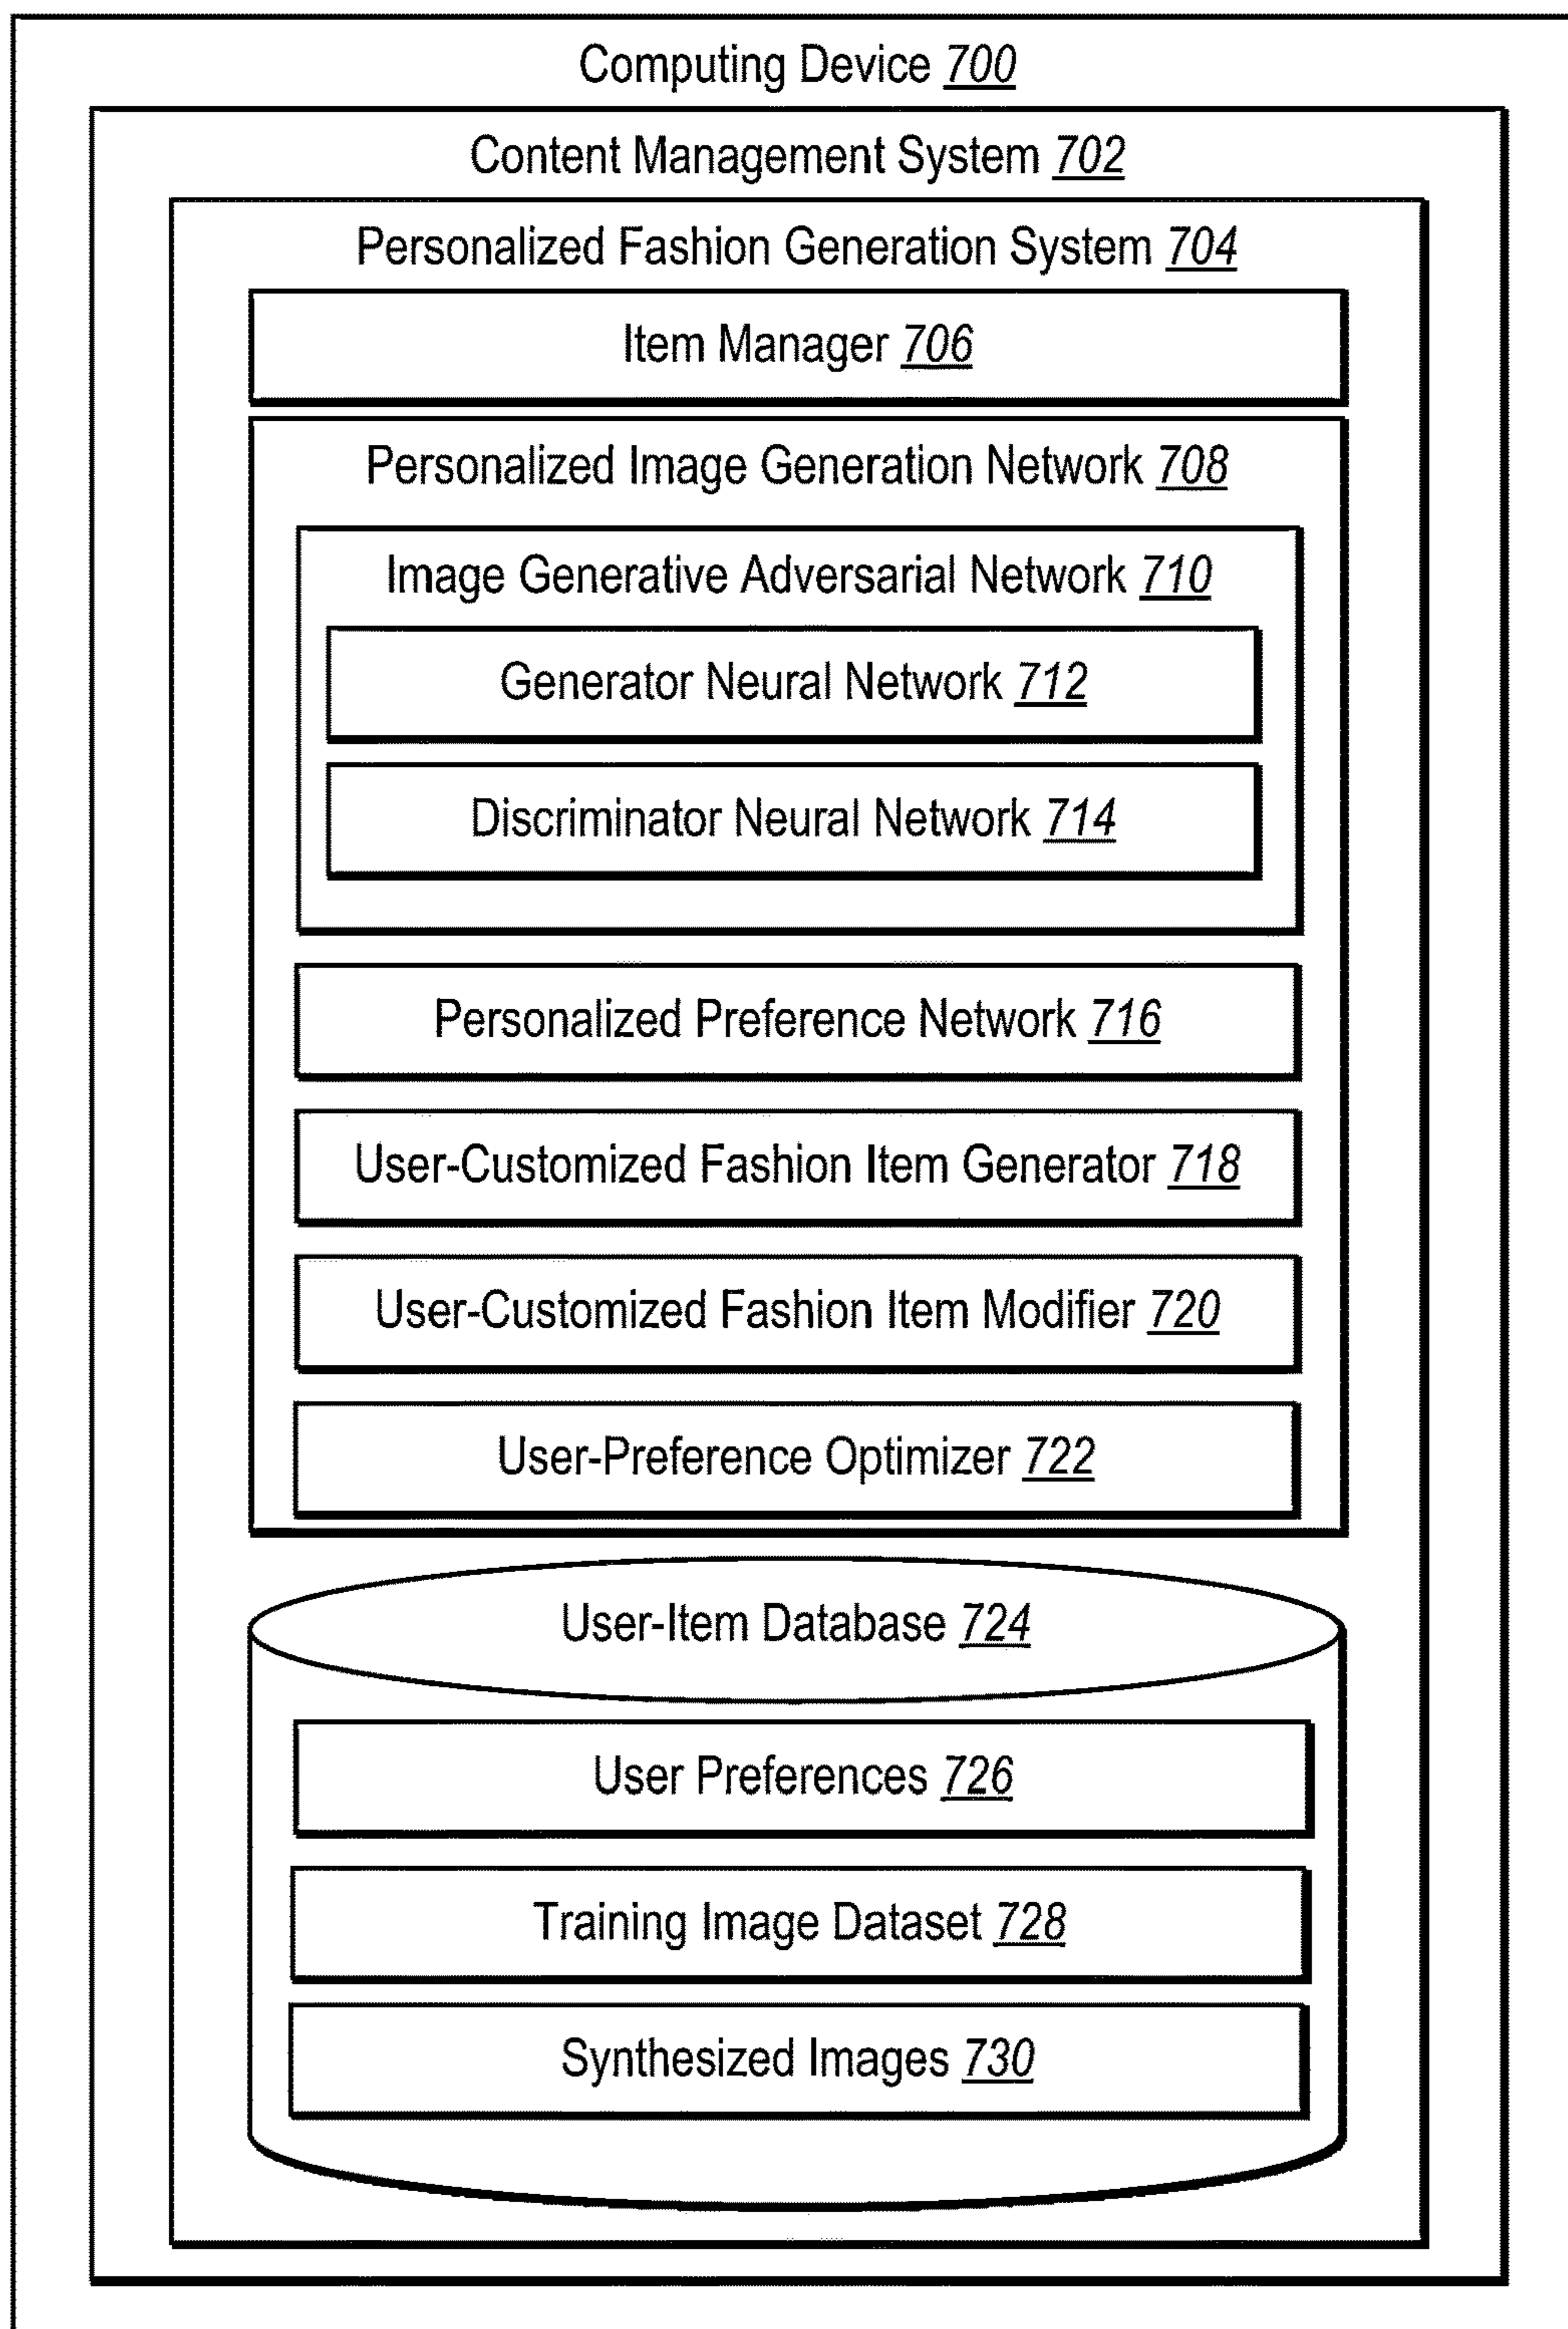 Computing Device 700
Content Management System 702
Personalized Fashion Generation System 704
Item Manager 706
Personalized Image Generation Network 708
Image Generative Adversarial Network 710
Generator Neural Network 712
Discriminator Neural Network 714
Personalized Preference Network 716
User-Customized Fashion Item Generator 718
User-Customized Fashion Item Modifier 720
User-Preference Optimizer 722
User-Item Database 724
User Preferences 726
Training Image Dataset 728
Synthesized Images 730